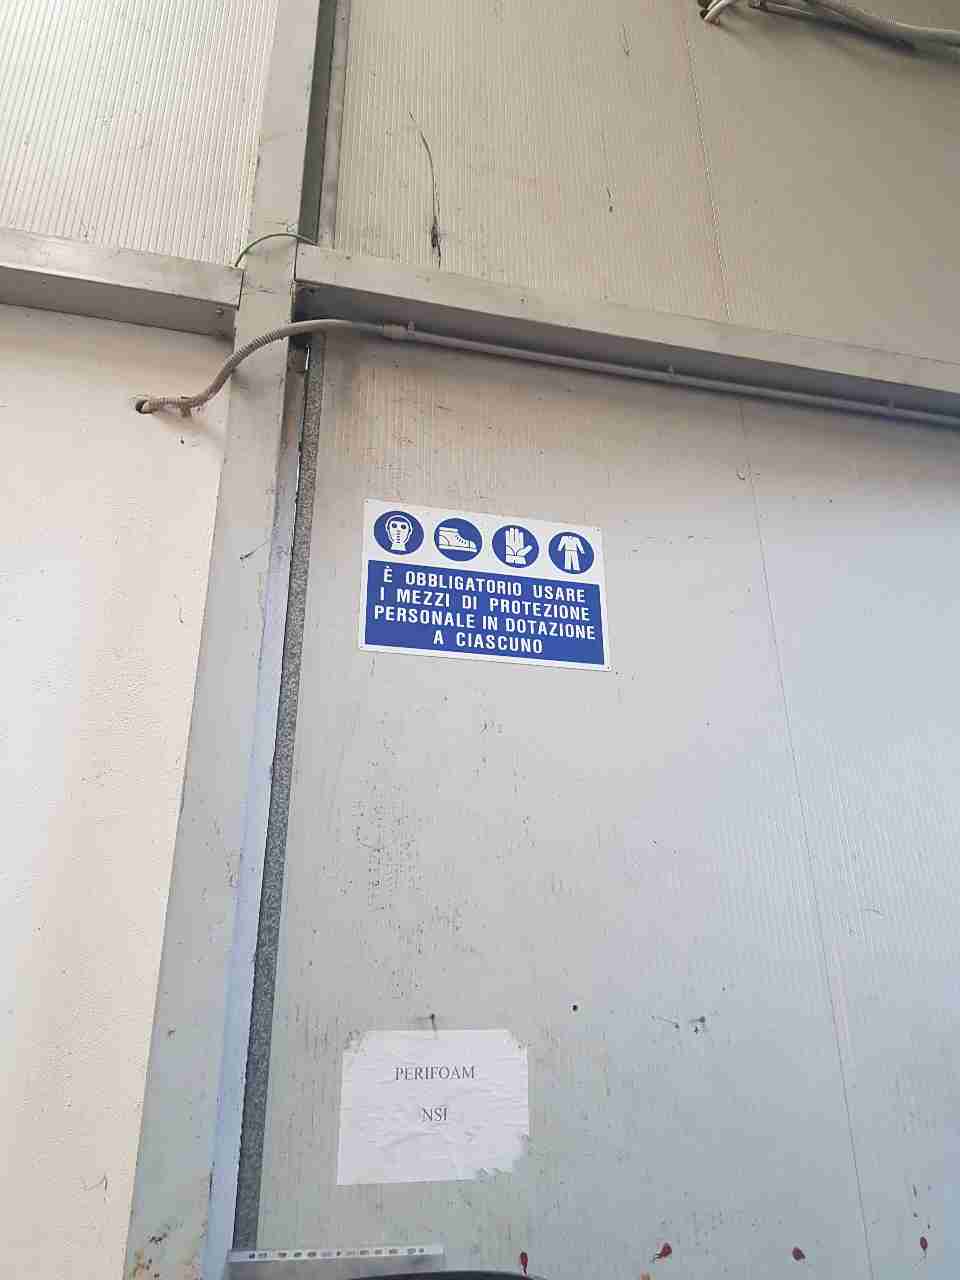 È OBBLIGATORIO USARE
I MEZZI DI PROTEZIONE
PERSONALE IN DOTAZIONE
A CIASCUNO
PERIFOAM
NSI